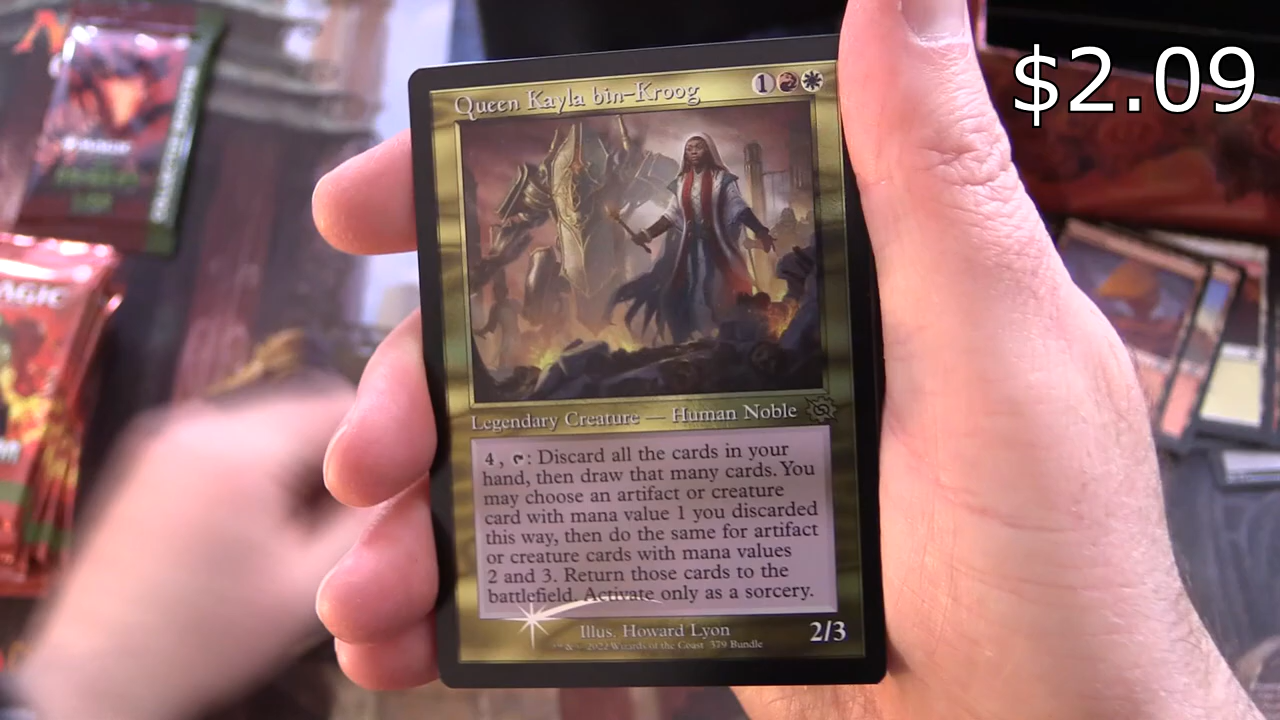 $2.09
Queen Kayla bin-Kroog 1
Legendary Creature — Human Noble
4, : Discard all the cards in your
hand, then draw that many cards. You
may choose an artifact or creature
card with mana value 1 you discarded
this way, then do the same for artifact
or creature cards with mana values
2 and 3. Return those cards to the
battlefield. Activate only as a sorcery.
Illus. Howard Lyon
2/3
2022 Wizards of the Coast 379 Bundle
AGIC